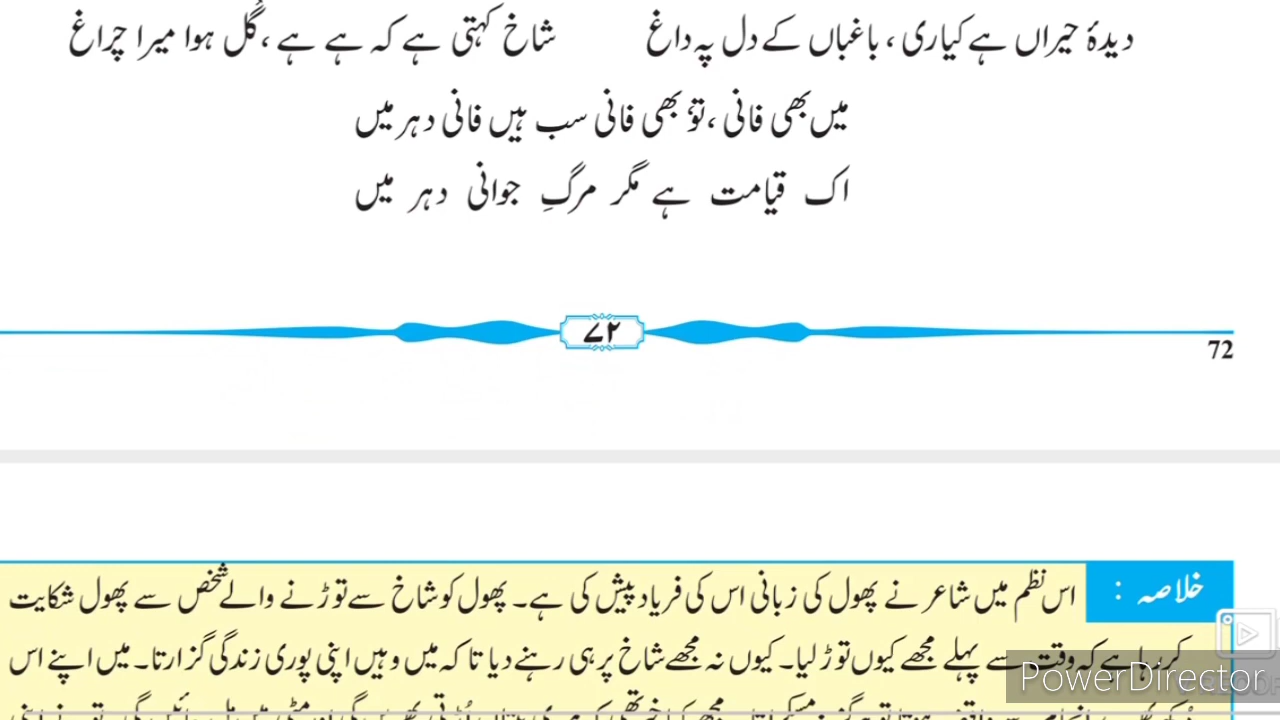 دیدۂ حیراں ہے کیاری، باغباں کے دل پہ داغ شاخ کہتی ہے کہ ہے ہے، گُل ہوا میرا چراغ
میں بھی فانی، توٗ بھی فانی سب ہیں فانی دہر میں
اک قیامت ہے مگر مرگِ جوانی دہر میں
۷۲
72
خلاصہ : اس نظم میں شاعر نے پھول کی زبانی اس کی فریاد پیش کی ہے۔ پھول کو شاخ سے توڑنے والے شخص سے پھول شکایت
کر رہا ہے کہ وقت سے پہلے مجھے کیوں توڑ لیا۔ کیوں نہ مجھے شاخ پر ہی رہنے دیا تا کہ میں وہیں اپنی پوری زندگی گزارتا۔ میں اپنے اس
PowerDirector